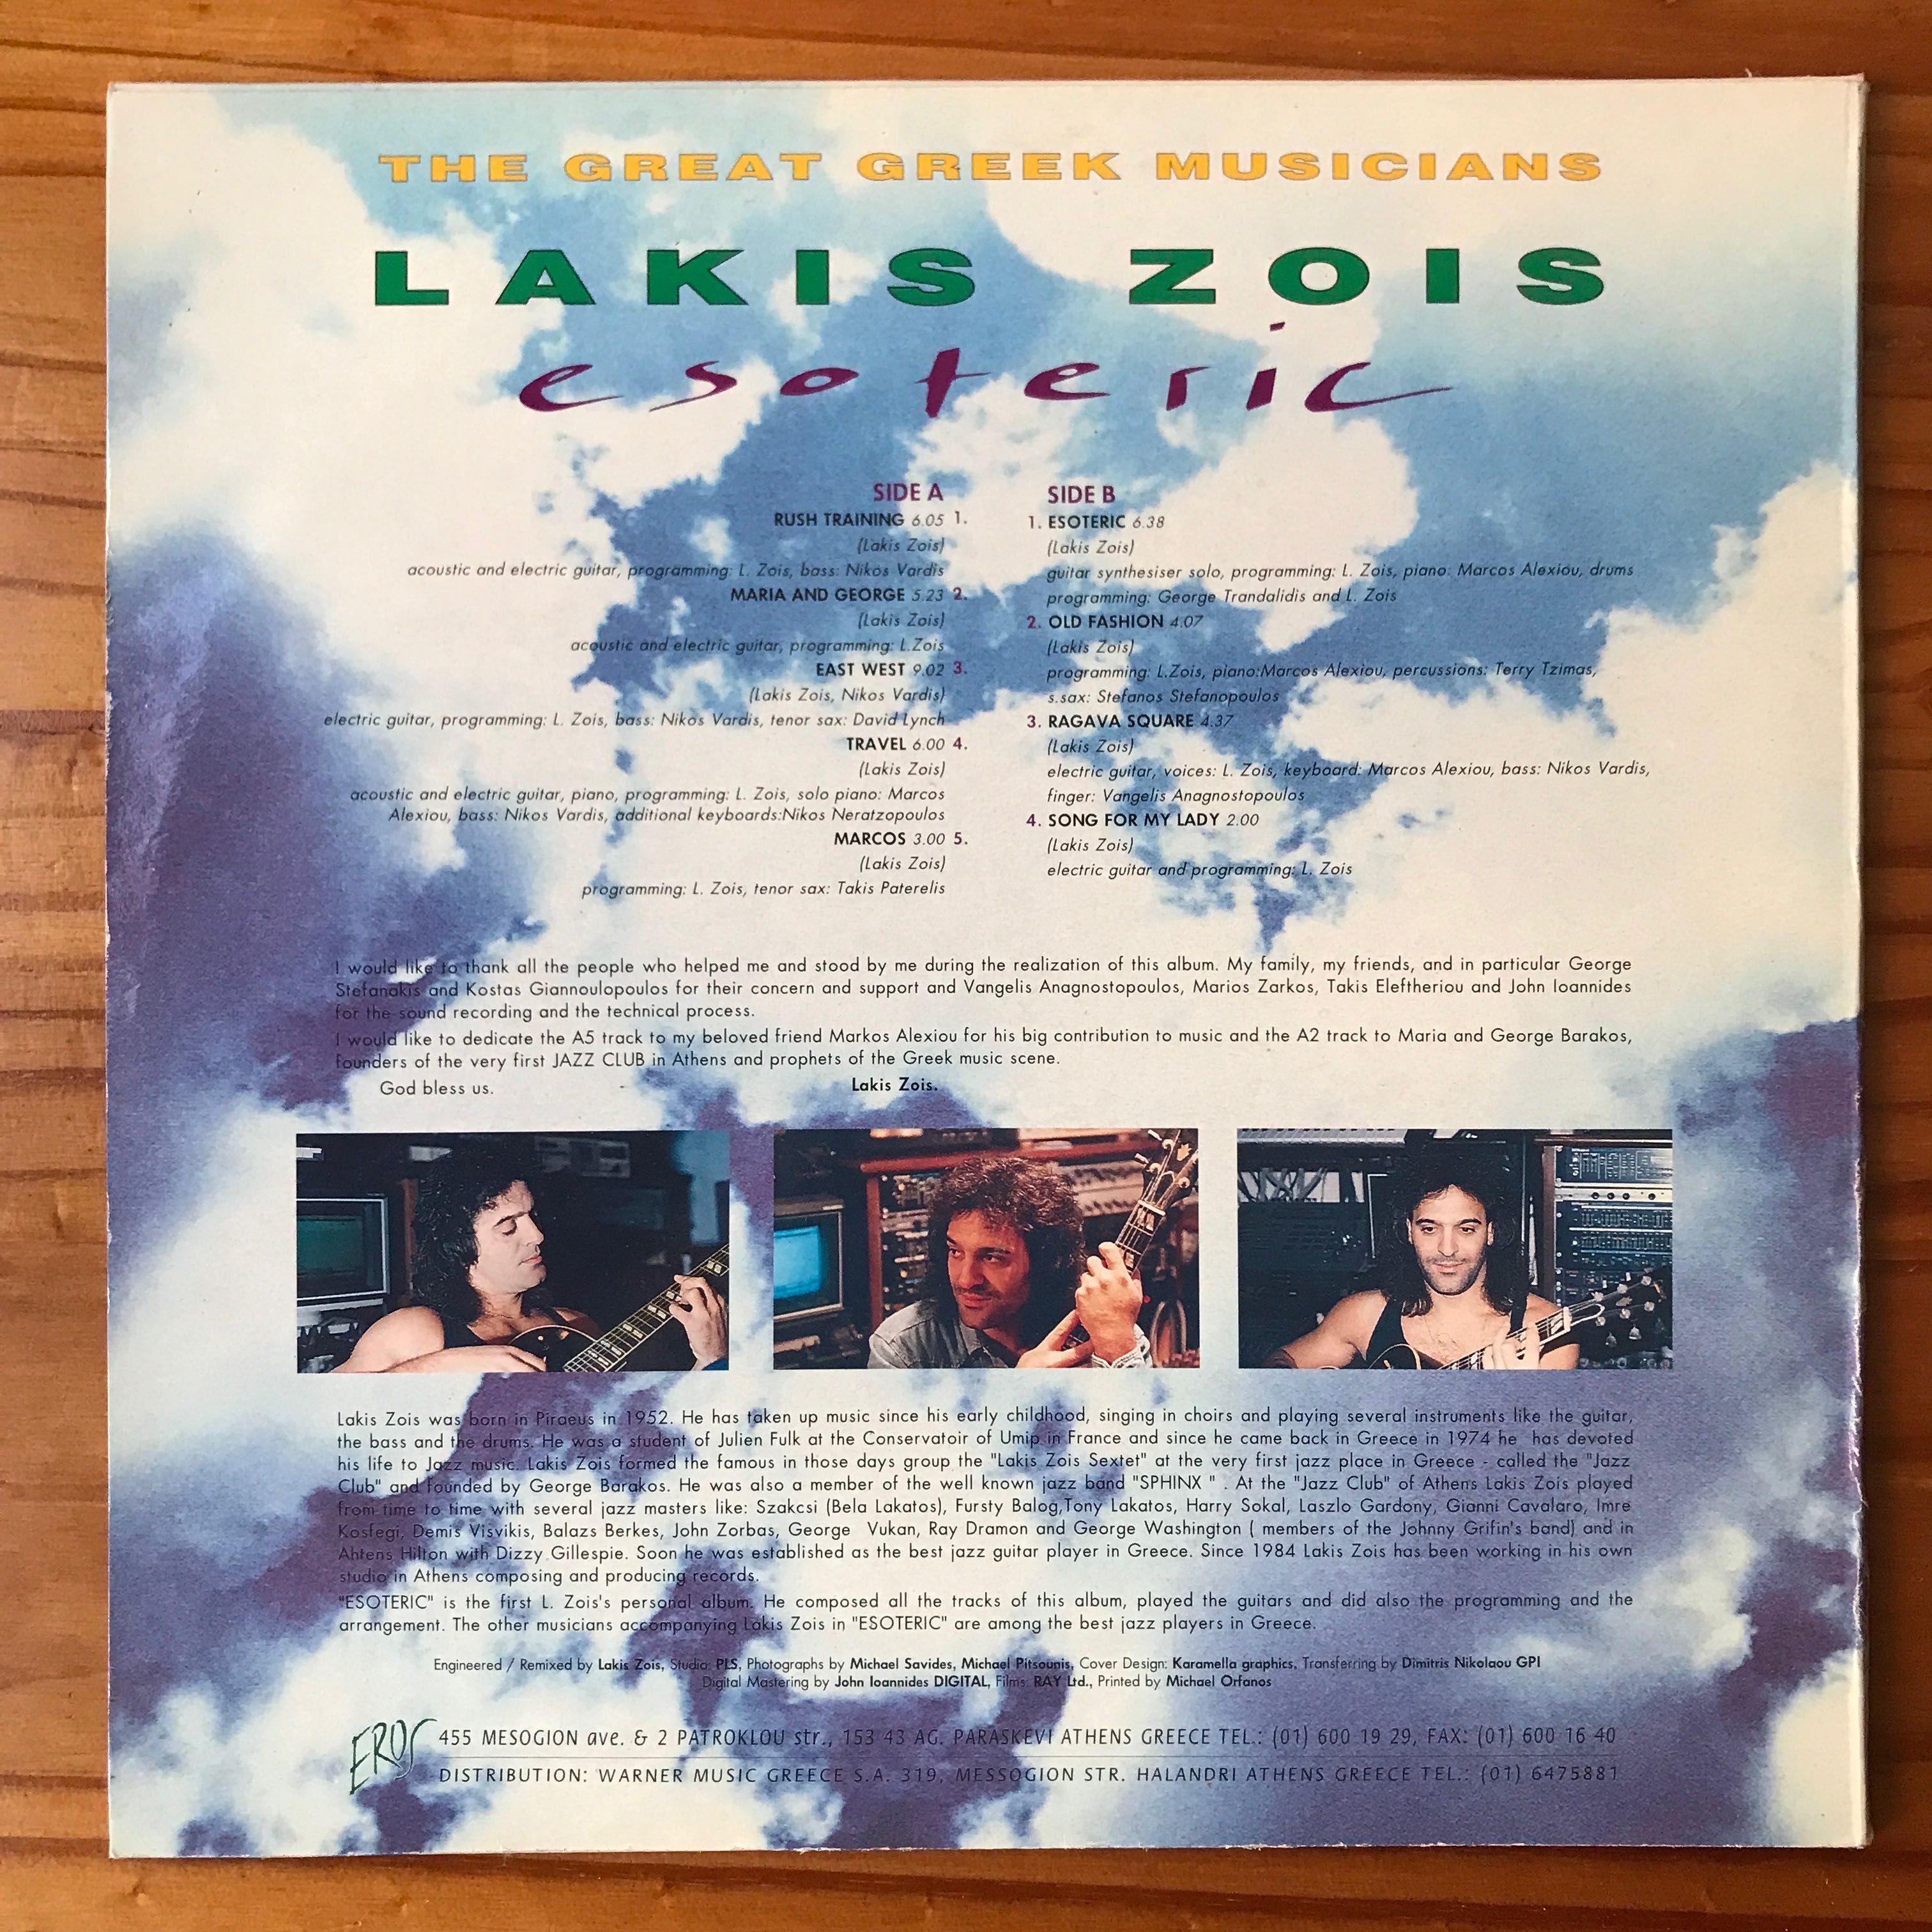 THE GREAT GREEK MUSICIANS
LAKIS ZOIS
esoteric
SIDE A
RUSH TRAINING 6.05 1.
(Lakis Zois)
acoustic and electric guitar, programming: L. Zois, bass: Nikos Vardis
MARIA AND GEORGE 5.23 2.
(Lakis Zois)
acoustic and electric guitar, programming: L.Zois
EAST WEST 9.02 3.
(Lakis Zois, Nikos Vardis)
electric guitar, programming: L. Zois, bass: Nikos Vardis, tenor sax: David Lynch
TRAVEL 6.00 4.
(Lakis Zois)
acoustic and electric guitar, piano, programming: L. Zois, solo piano: Marcos
Alexiou, bass: Nikos Vardis, additional keyboards:Nikos Neratzopoulos
MARCOS 3.00 5.
(Lakis Zois)
programming: L. Zois, tenor sax: Takis Paterelis
SIDE B
1. ESOTERIC 6.38
(Lakis Zois)
guitar synthesiser solo, programming: L. Zois, piano: Marcos Alexiou, drums
programming: George Trandalidis and L. Zois
2. OLD FASHION 4.07
(Lakis Zois)
programming: L.Zois, piano:Marcos Alexiou, percussions: Terry Tzimas,
s.sax: Stefanos Stefanopoulos
3. RAGAVA SQUARE 4.37
(Lakis Zois)
electric guitar, voices: L. Zois, keyboard: Marcos Alexiou, bass: Nikos Vardis,
finger: Vangelis Anagnostopoulos
4. SONG FOR MY LADY 2.00
(Lakis Zois)
electric guitar and programming: L. Zois
I would like to thank all the people who helped me and stood by me during the realization of this album. My family, my friends, and in particular George
Stefanakis and Kostas Giannoulopoulos for their concern and support and Vangelis Anagnostopoulos, Marios Zarkos, Takis Eleftheriou and John Ioannides
for the sound recording and the technical process.
I would like to dedicate the A5 track to my beloved friend Markos Alexiou for his big contribution to music and the A2 track to Maria and George Barakos,
founders of the very first JAZZ CLUB in Athens and prophets of the Greek music scene.
God bless us. Lakis Zois.
Lakis Zois was born in Piraeus in 1952. He has taken up music since his early childhood, singing in choirs and playing several instruments like the guitar,
the bass and the drums. He was a student of Julien Fulk at the Conservatoir of Umip in France and since he came back in Greece in 1974 he has devoted
his life to Jazz music. Lakis Zois formed the famous in those days group the "Lakis Zois Sextet" at the very first jazz place in Greece - called the "Jazz
Club" and founded by George Barakos. He was also a member of the well known jazz band "SPHINX " . At the "Jazz Club" of Athens Lakis Zois played
from time to time with several jazz masters like: Szakcsi (Bela Lakatos), Fursty Balog,Tony Lakatos, Harry Sokal, Laszlo Gardony, Gianni Cavalaro, Imre
Kosfegi, Demis Visvikis, Balazs Berkes, John Zorbas, George Vukan, Ray Dramon and George Washington ( members of the Johnny Grifin's band) and in
Ahtens Hilton with Dizzy Gillespie. Soon he was established as the best jazz guitar player in Greece. Since 1984 Lakis Zois has been working in his own
studio in Athens composing and producing records.
"ESOTERIC" is the first L. Zois's personal album. He composed all the tracks of this album, played the guitars and did also the programming and the
arrangement. The other musicians accompanying Lakis Zois in "ESOTERIC" are among the best jazz players in Greece.
Engineered / Remixed by Lakis Zois, Studio: PLS, Photographs by Michael Savides, Michael Pitsounis, Cover Design: Karamella graphics, Transferring by Dimitris Nikolaou GPI
Digital Mastering by John Ioannides DIGITAL, Films: RAY Ltd., Printed by Michael Orfanos
EROS
455 MESOGION ave. & 2 PATROKLOU str., 153 43 AG. PARASKEVI ATHENS GREECE TEL.: (01) 600 19 29, FAX: (01) 600 16 40
DISTRIBUTION: WARNER MUSIC GREECE S.A. 319, MESSOGION STR. HALANDRI ATHENS GREECE TEL.: (01) 6475881